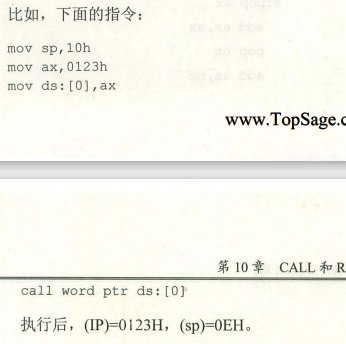 比如，下面的指令：
mov sp,10h
mov ax,0123h
mov ds:[0],ax
www.TopSage.c
第 10 章 CALL 和 R
call word ptr ds:[0]
执行后，(IP)=0123H，(sp)=0EH。